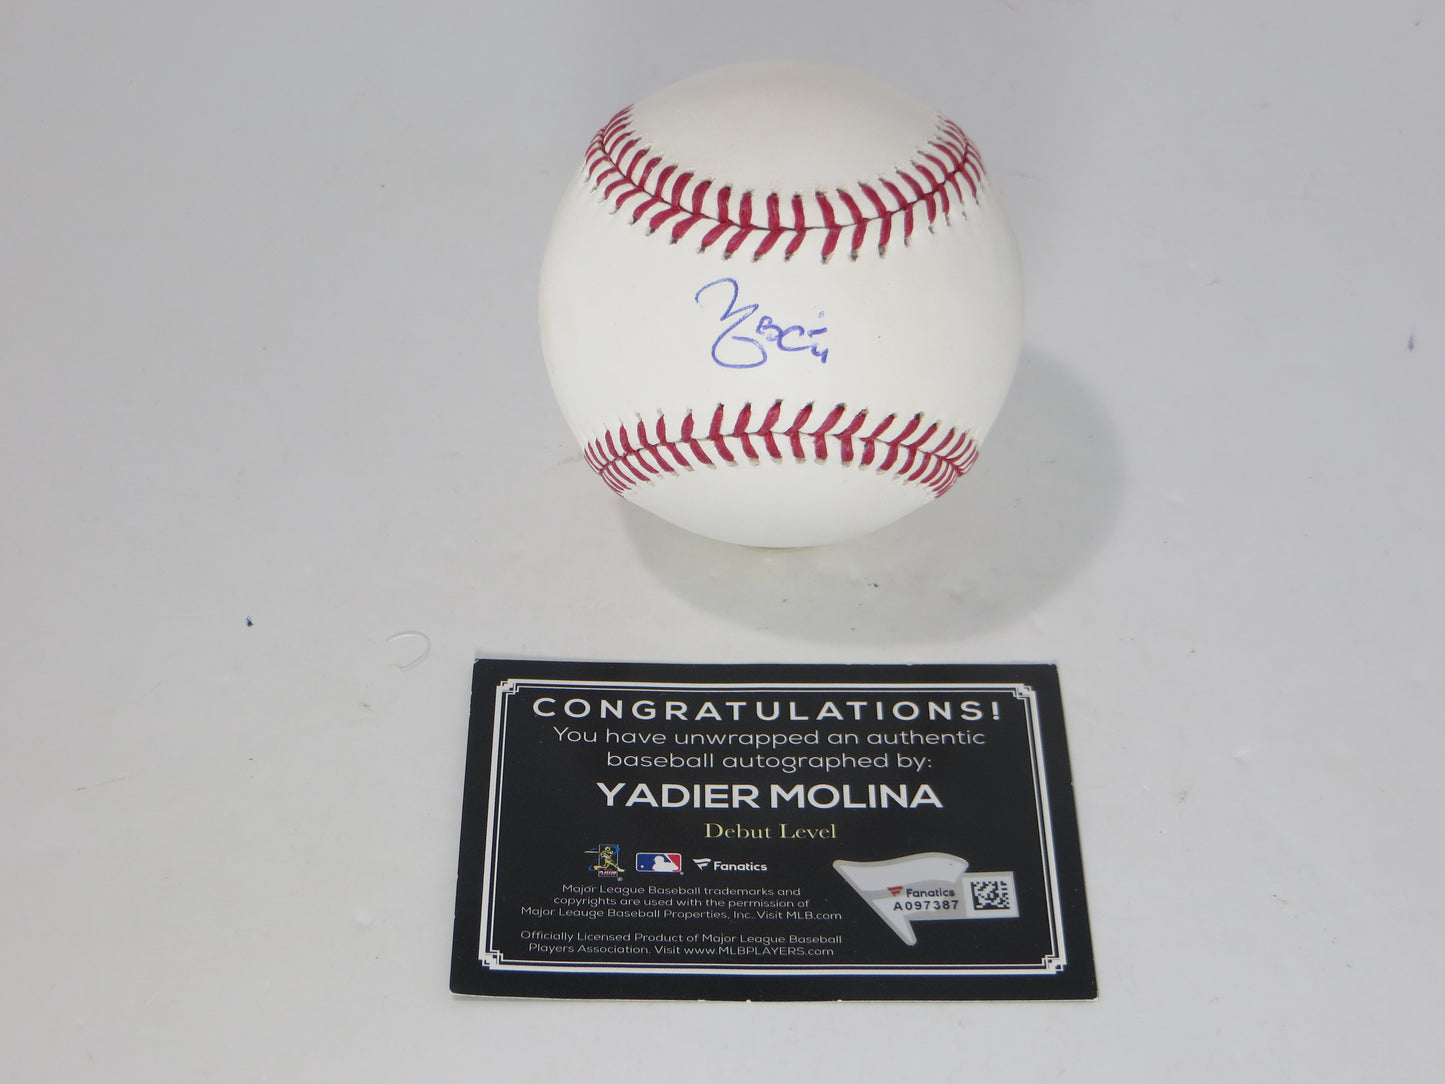 CONGRATULATIONS!
You have unwrapped an authentic
baseball autographed by:
YADIER MOLINA
Debut Level
Fanatics
Major League Baseball trademarks and
copyrights are used with the permission of
Major Leauge Baseball Properties, Inc. Visit MLB.com
Officially Licensed Product of Major League Baseball
Players Association. Visit www.MLBPLAYERS.com
Fanatics
A097387